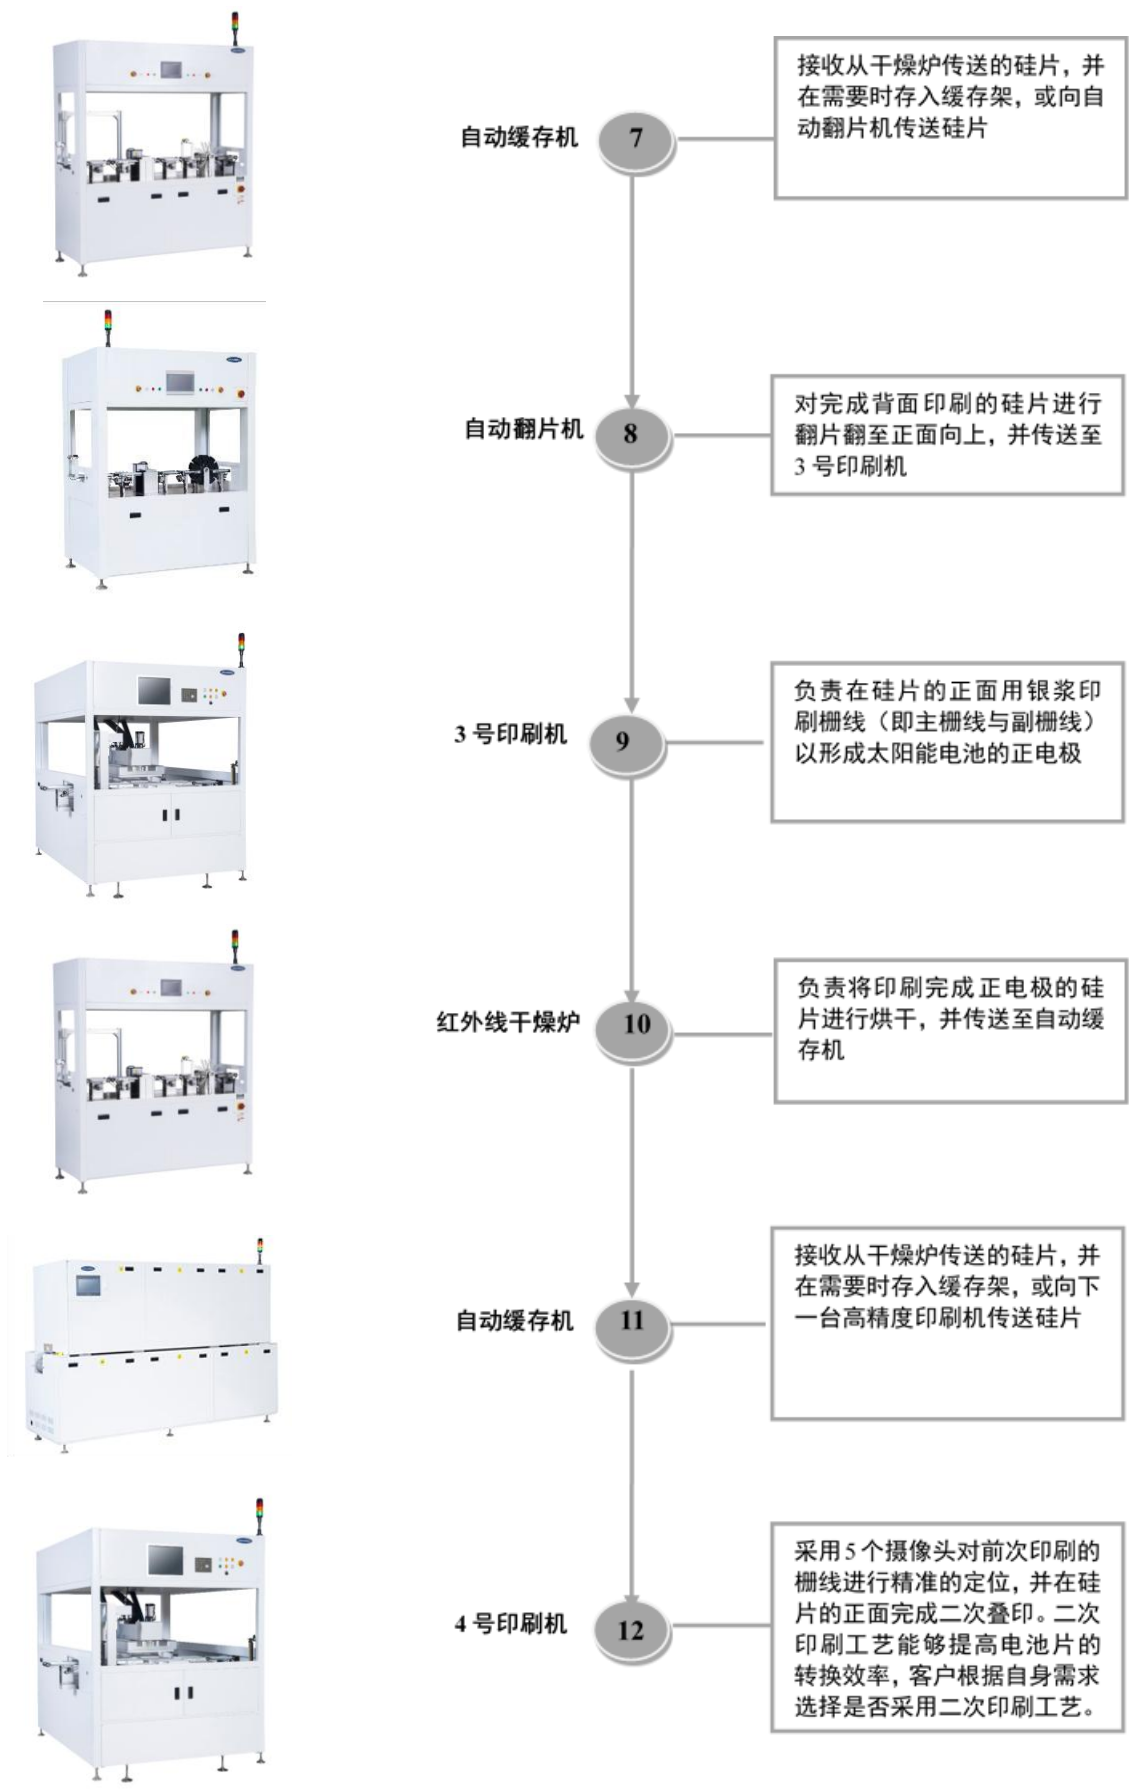 接收从干燥炉传送的硅片，并
在需要时存入缓存架，或向自
动翻片机传送硅片
自动缓存机
7
对完成背面印刷的硅片进行
翻片翻至正面向上，并传送至
3号印刷机
自动翻片机
8
负责在硅片的正面用银浆印
刷栅线（即主栅线与副栅线）
以形成太阳能电池的正电极
3号印刷机
9
负责将印刷完成正电极的硅
片进行烘干，并传送至自动缓
存机
红外线干燥炉
10
接收从干燥炉传送的硅片，并
在需要时存入缓存架，或向下
一台高精度印刷机传送硅片
自动缓存机
11
采用5个摄像头对前次印刷的
栅线进行精准的定位，并在硅
片的正面完成二次叠印。二次
印刷工艺能够提高电池片的
转换效率，客户根据自身需求
选择是否采用二次印刷工艺。
4号印刷机
12